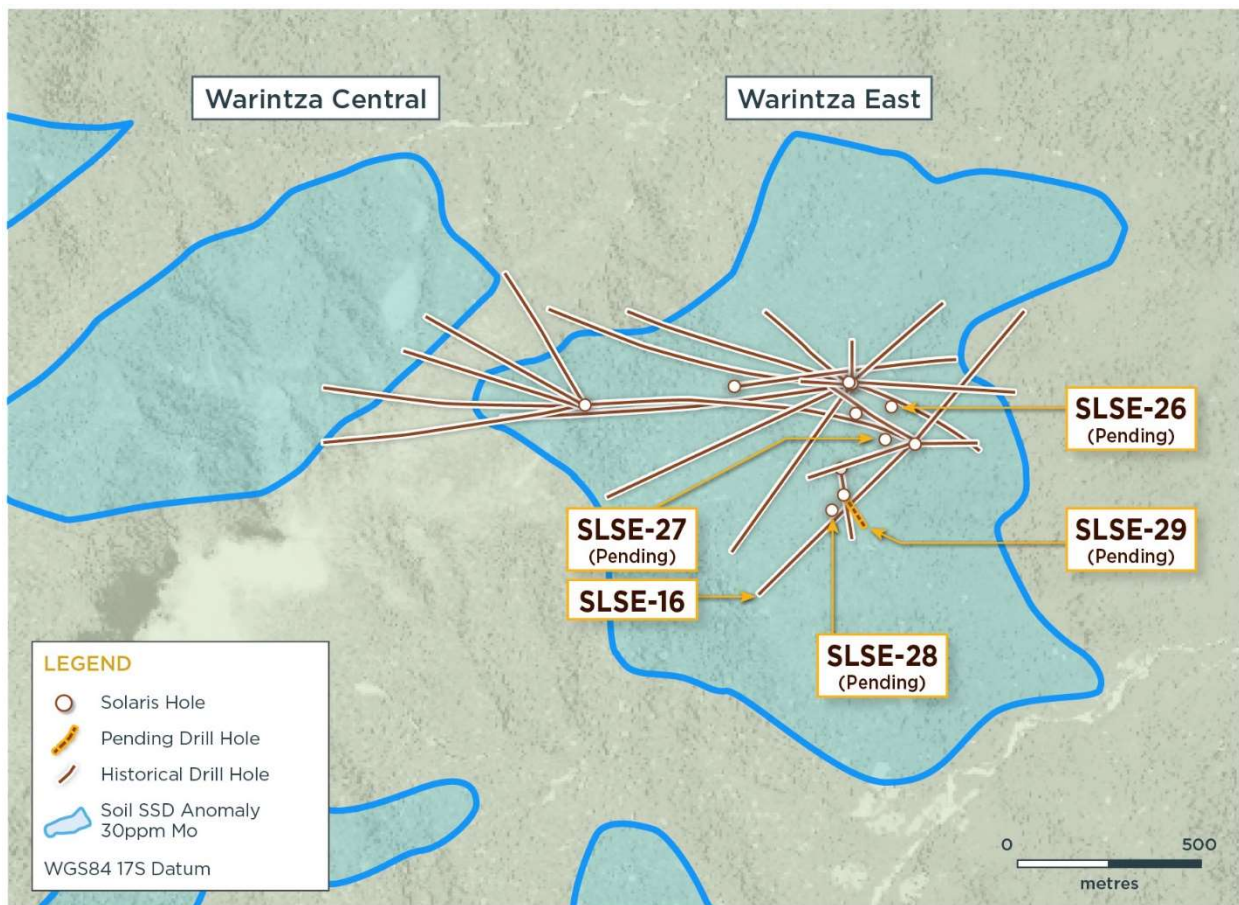 Warintza Central
Warintza East
SLSE-26
(Pending)
SLSE-27
(Pending)
SLSE-29
(Pending)
SLSE-16
SLSE-28
(Pending)
LEGEND
Solaris Hole
Pending Drill Hole
Historical Drill Hole
Soil SSD Anomaly
30ppm Mo
WGS84 17S Datum
0 500
metres